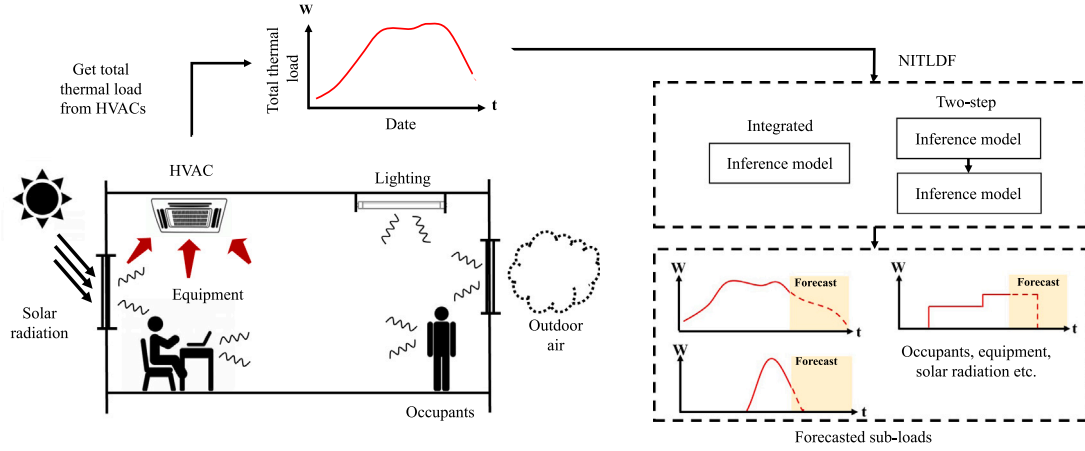 Get total
thermal load
from HVACs
W
Total thermal
load
t
Date
NITLDF
Integrated
Inference model
Two-step
Inference model
Inference model
HVAC
Lighting
Equipment
Solar
radiation
Outdoor
air
Occupants
W
Forecast
t
W
Forecast
t
Occupants, equipment,
solar radiation etc.
W
Forecast
t
Forecasted sub-loads